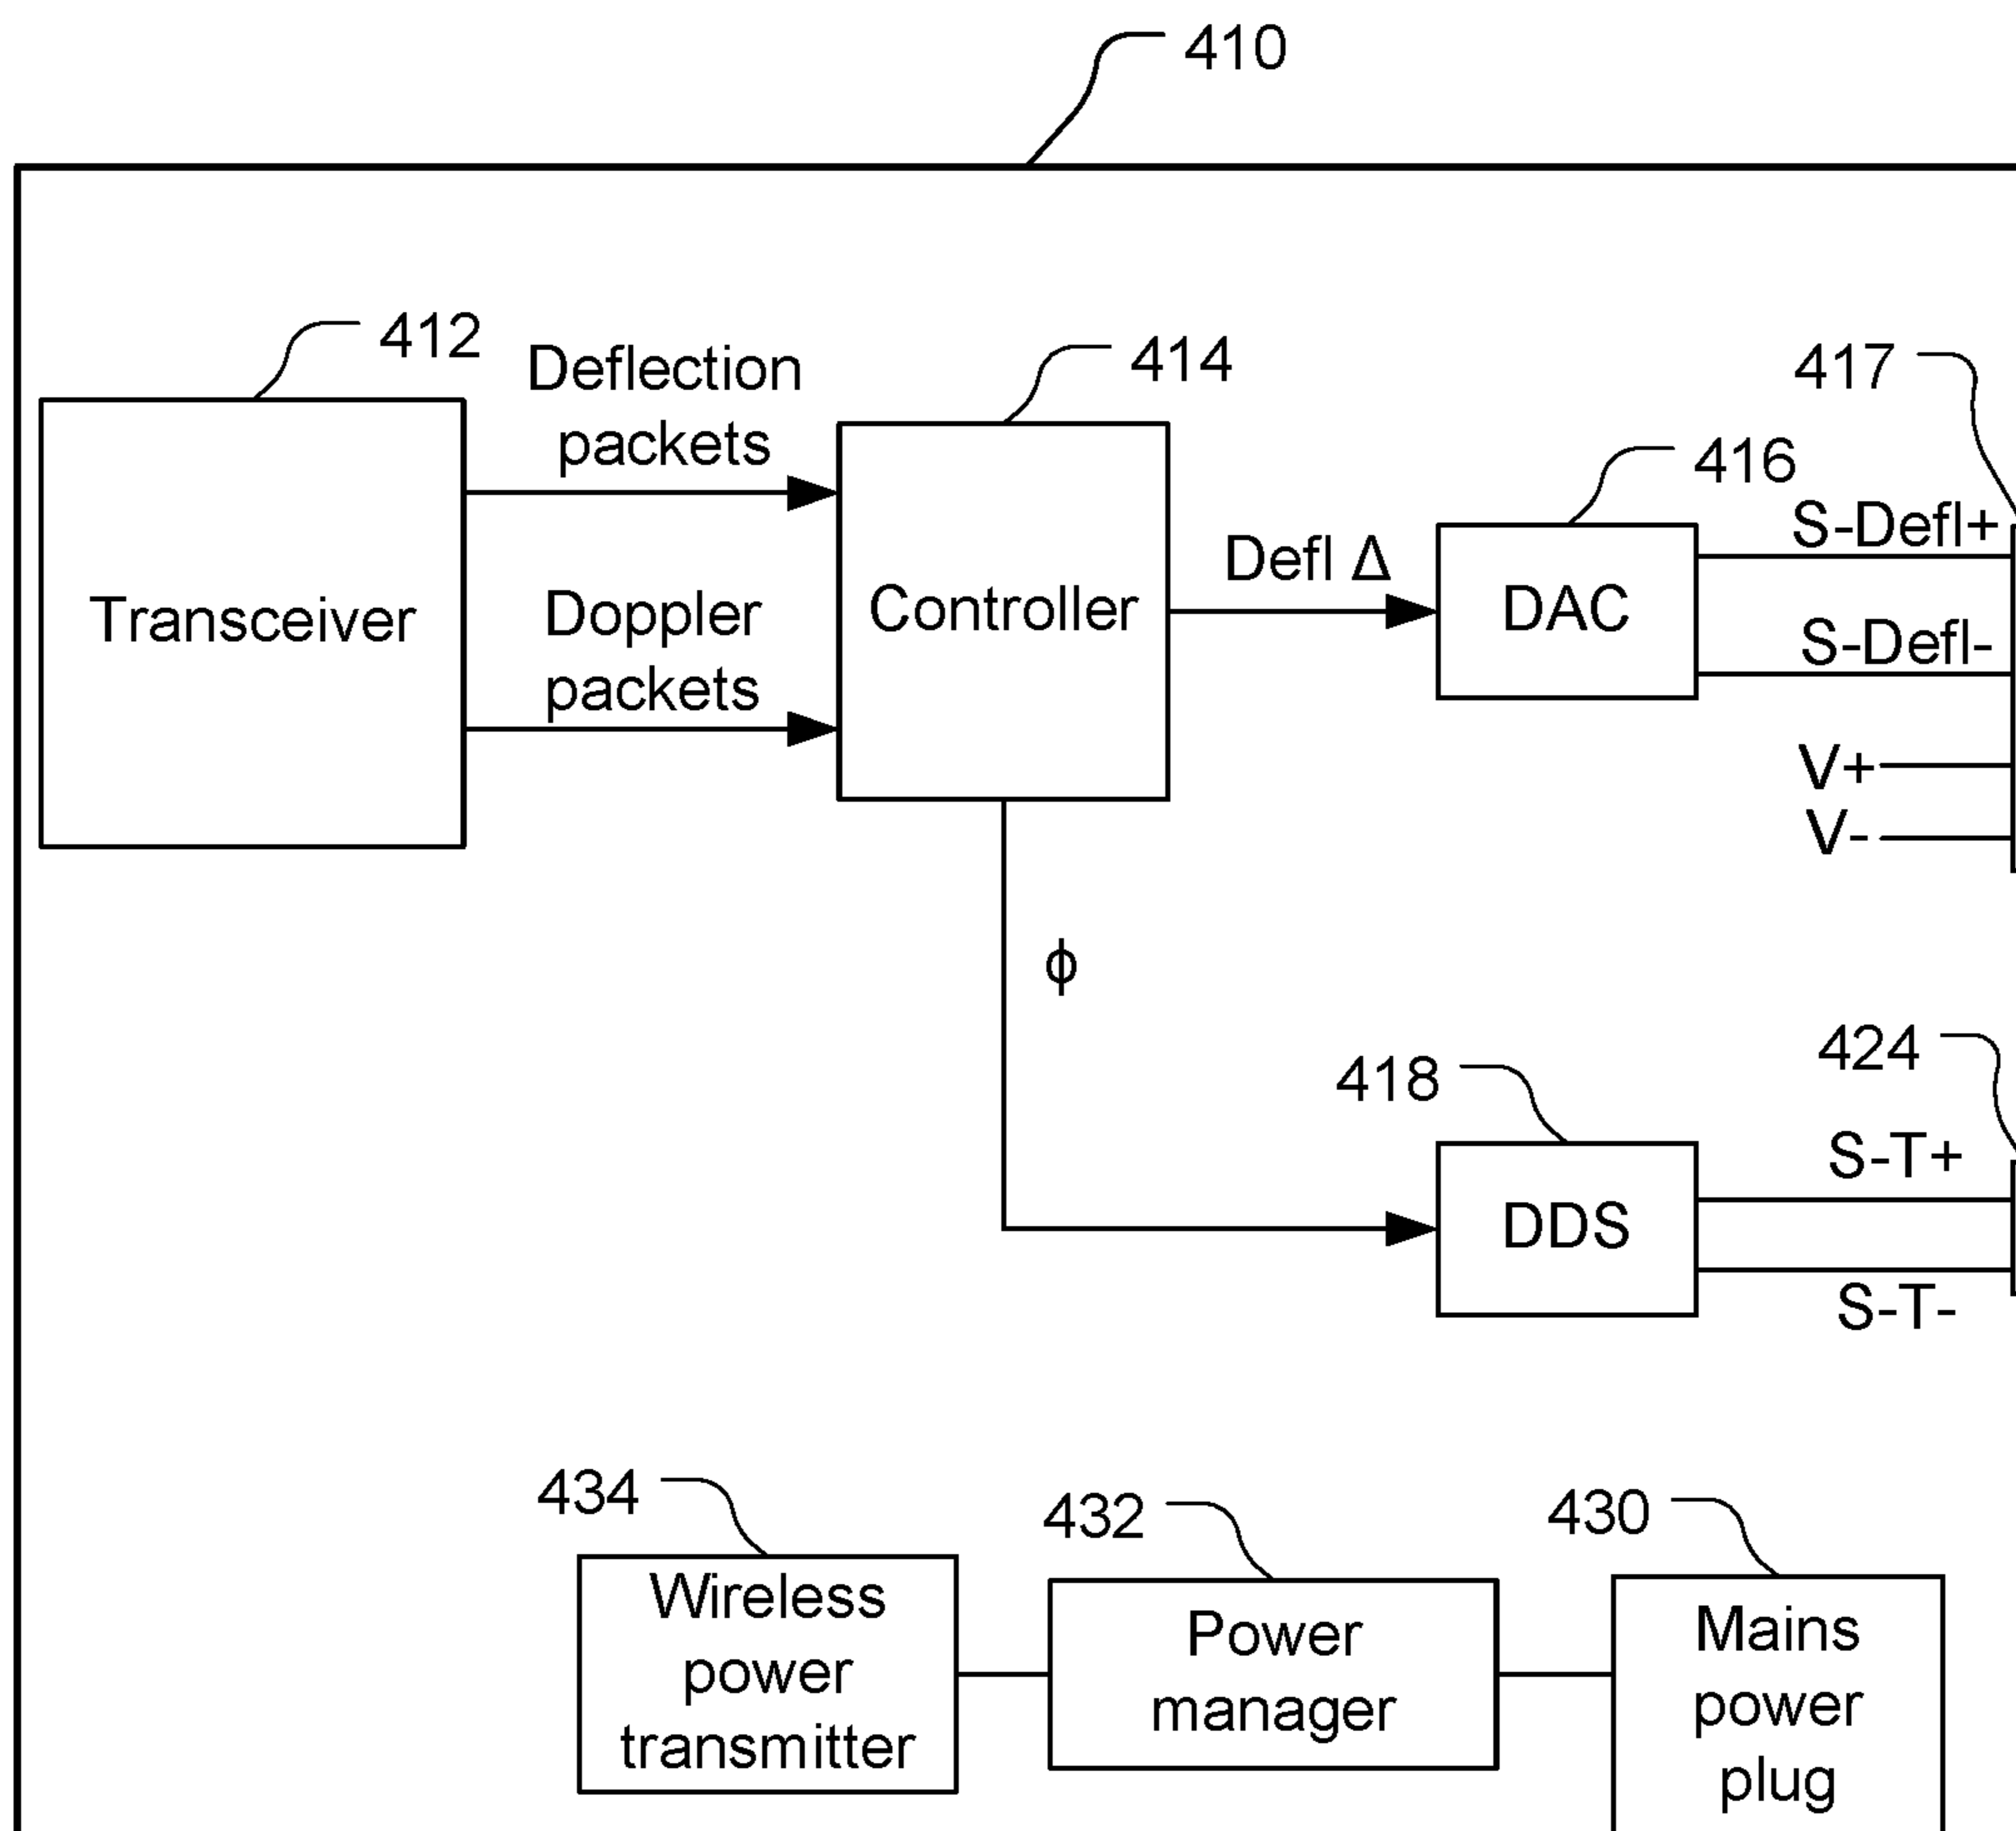 410
412
Deflection
packets
414
417
416
S-Defl+
Defl Δ
Transceiver
Doppler
packets
Controller
DAC
S-Defl-
V+
V-
ϕ
424
418
S-T+
DDS
S-T-
434
432
430
Wireless
power
transmitter
Power
manager
Mains
power
plug